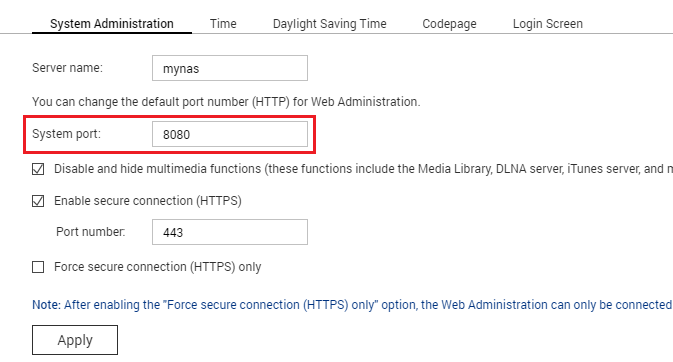 System Administration Time Daylight Saving Time Codepage Login Screen
Server name: mynas
You can change the default port number (HTTP) for Web Administration.
System port: 8080
Disable and hide multimedia functions (these functions include the Media Library, DLNA server, iTunes server, and
Enable secure connection (HTTPS)
Port number: 443
Force secure connection (HTTPS) only
Note: After enabling the "Force secure connection (HTTPS) only" option, the Web Administration can only be connected
Apply